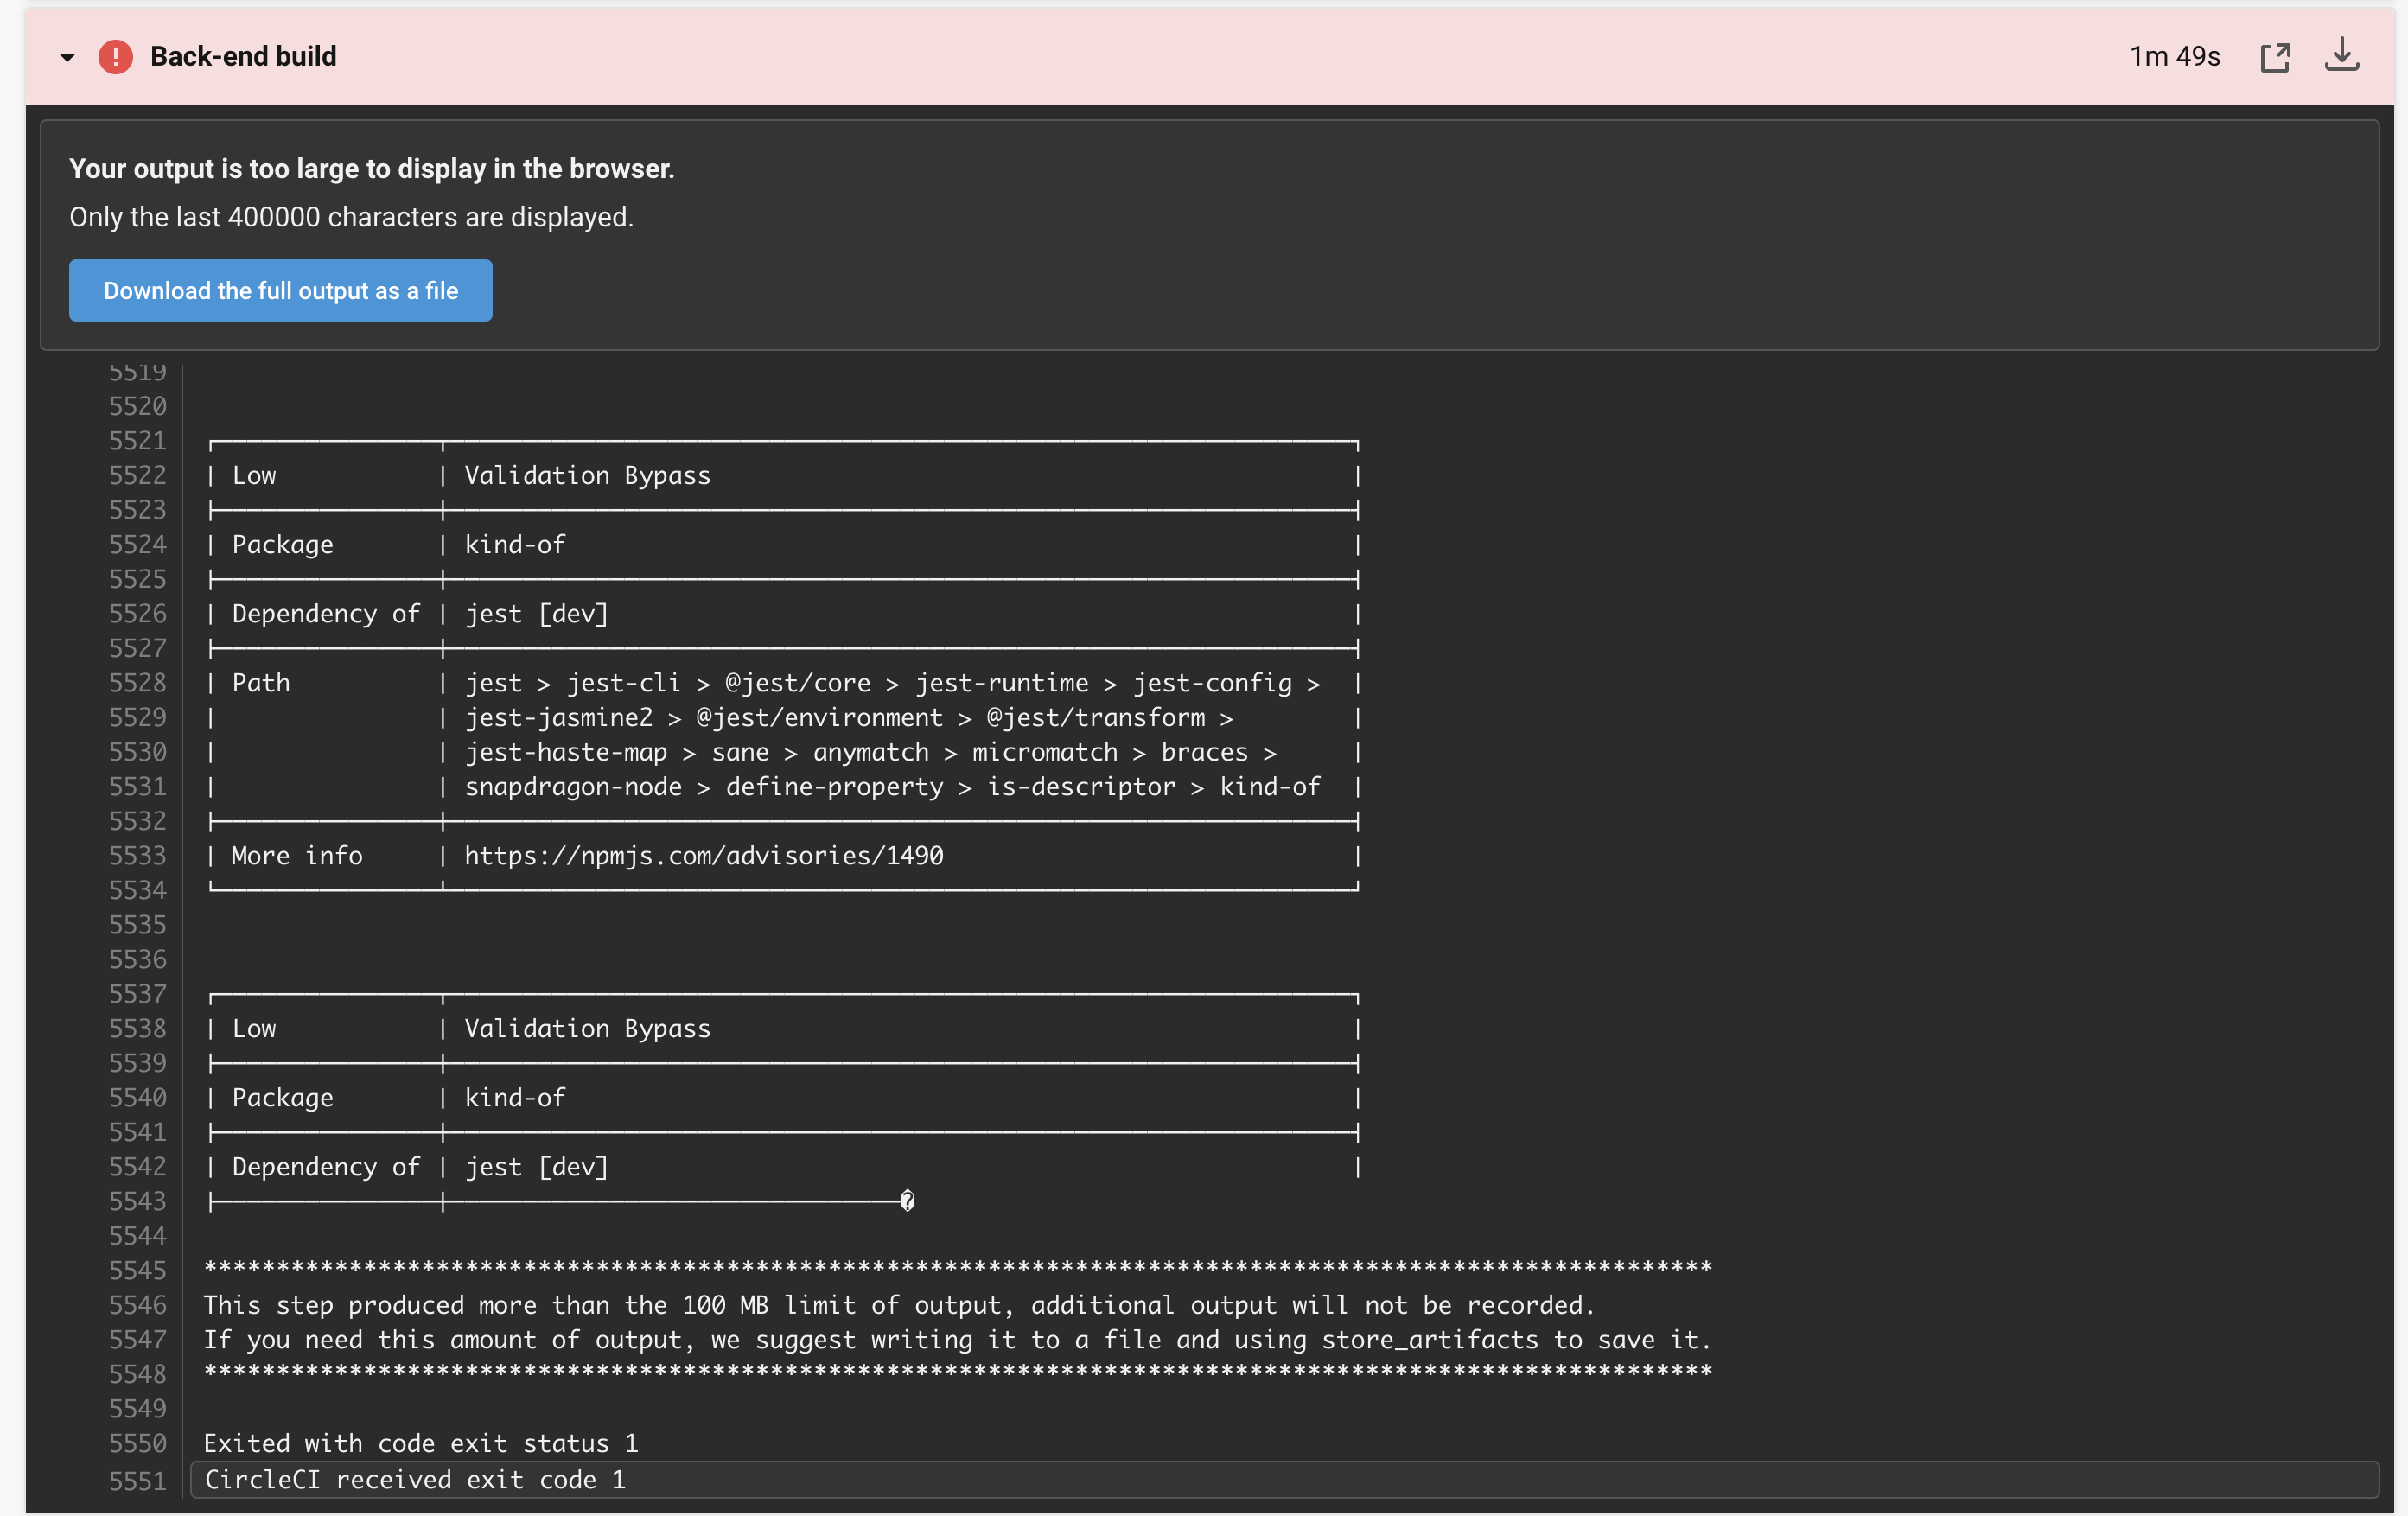 Back-end build 1m 49s
Your output is too large to display in the browser.
Only the last 400000 characters are displayed.
Download the full output as a file
5519
5520
5521
5522 | Low | Validation Bypass |
5523
5524 | Package | kind-of |
5525
5526 | Dependency of | jest [dev] |
5527
5528 | Path | jest > jest-cli > @jest/core > jest-runtime > jest-config > |
5529 | | jest-jasmine2 > @jest/environment > @jest/transform > |
5530 | | jest-haste-map > sane > anymatch > micromatch > braces > |
5531 | | snapdragon-node > define-property > is-descriptor > kind-of |
5532
5533 | More info | https://npmjs.com/advisories/1490 |
5534
5535
5536
5537
5538 | Low | Validation Bypass |
5539
5540 | Package | kind-of |
5541
5542 | Dependency of | jest [dev] |
5543 �
5544
5545 ********************************************************************************************************
5546 This step produced more than the 100 MB limit of output, additional output will not be recorded.
5547 If you need this amount of output, we suggest writing it to a file and using store_artifacts to save it.
5548 ********************************************************************************************************
5549
5550 Exited with code exit status 1
5551 CircleCI received exit code 1